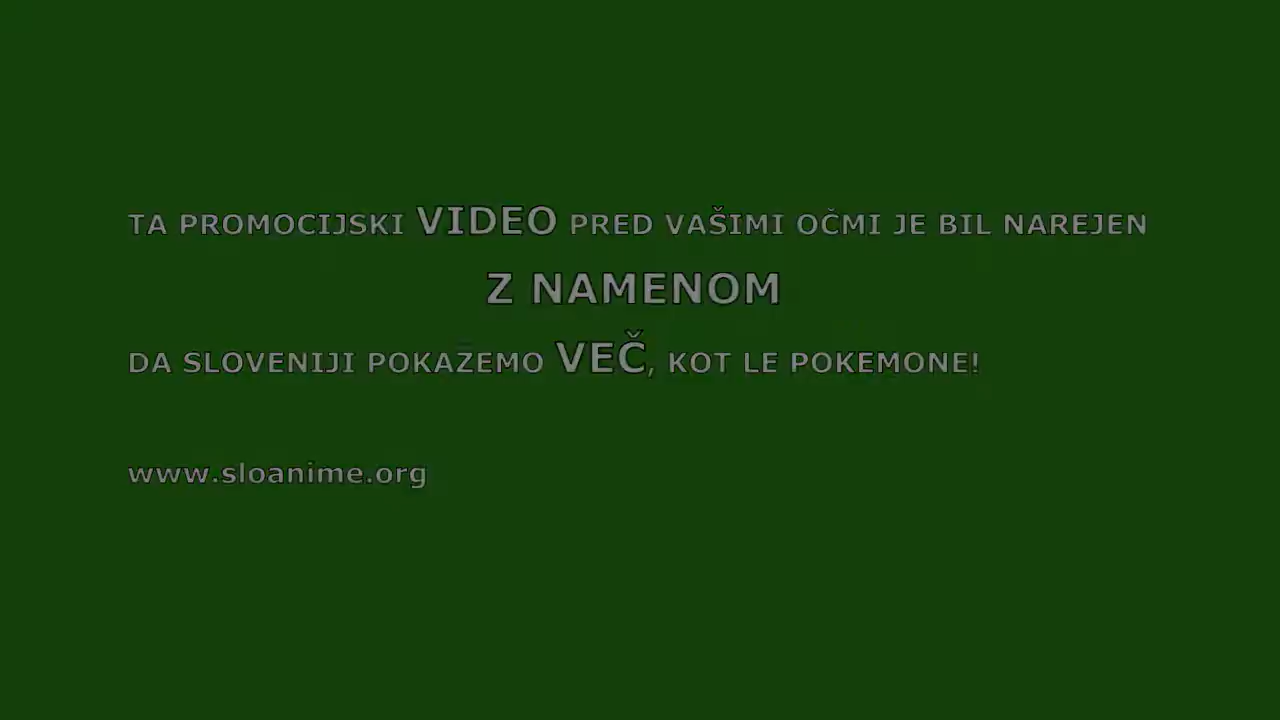 TA PROMOCIJSKI VIDEO PRED VAŠIMI OČMI JE BIL NAREJEN
Z NAMENOM
DA SLOVENIJI POKAŽEMO VEČ, KOT LE POKEMONE!
www.sloanime.org